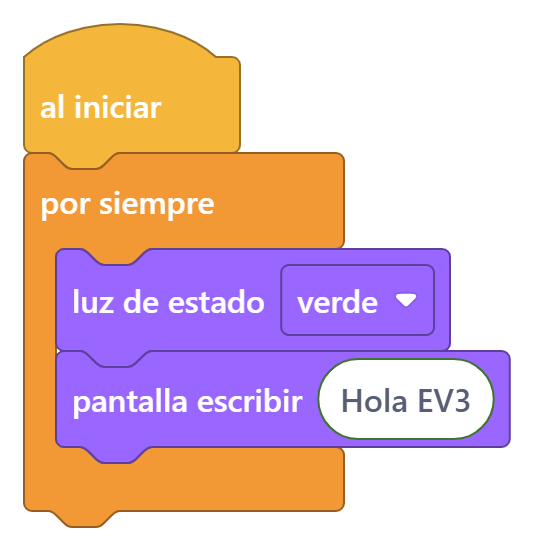 al iniciar
por siempre
luz de estado verde
pantalla escribir Hola EV3